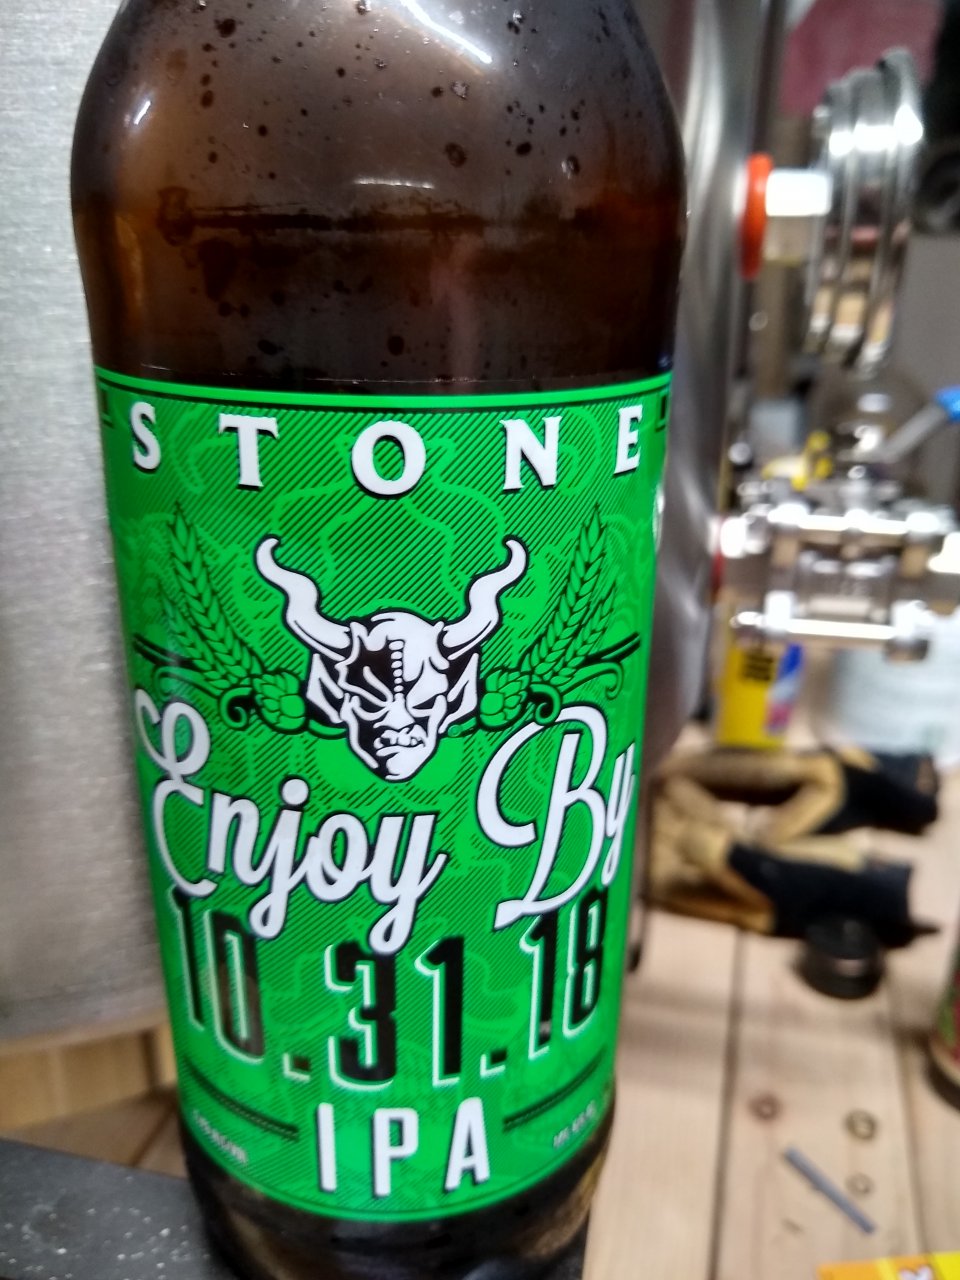 STONE
Enjoy By
10.31.18
IPA